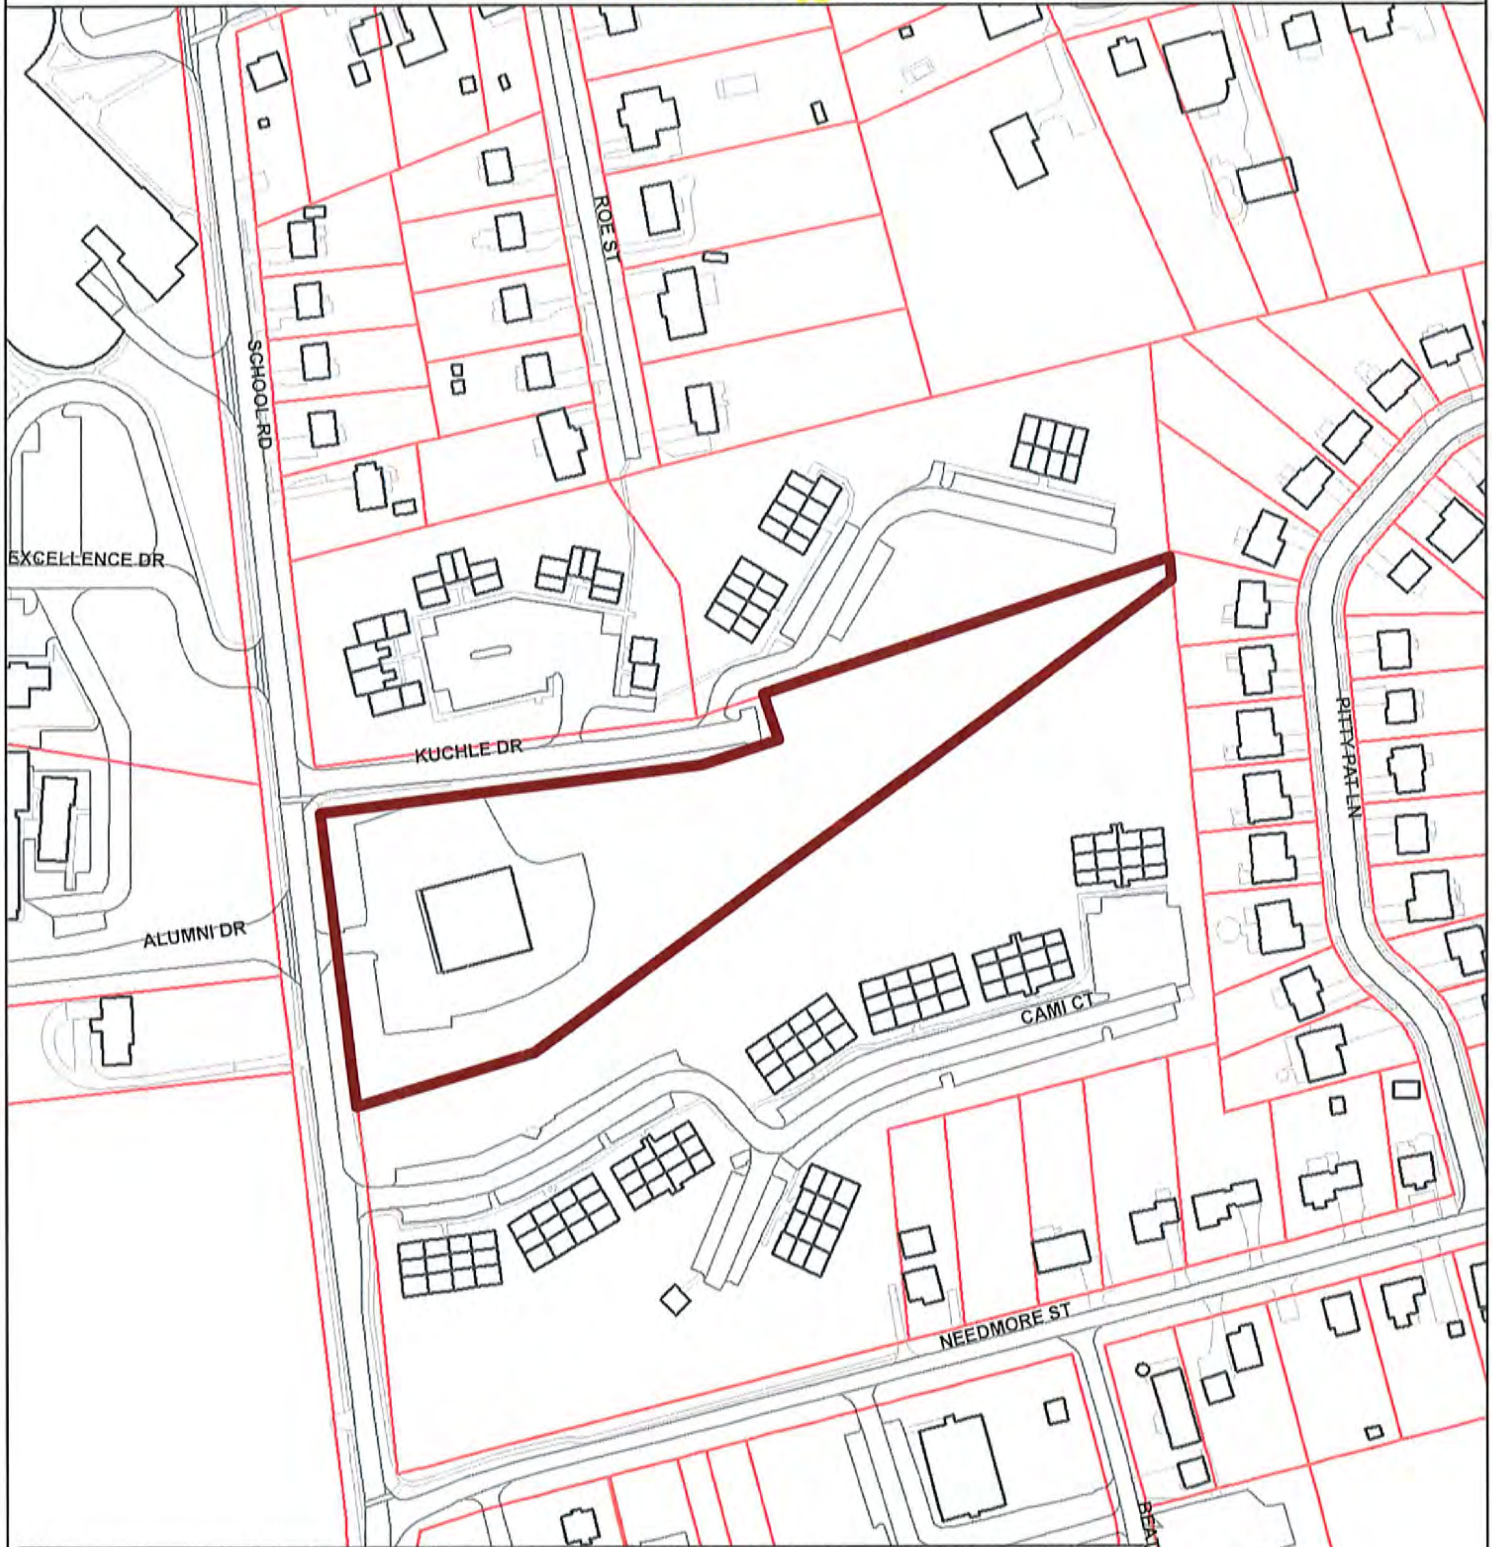 ROE ST
SCHOOL RD
EXCELLENCE DR
KUCHLE DR
PITTY PAT LN
ALUMNI DR
CAMI CT
NEEDMORE ST